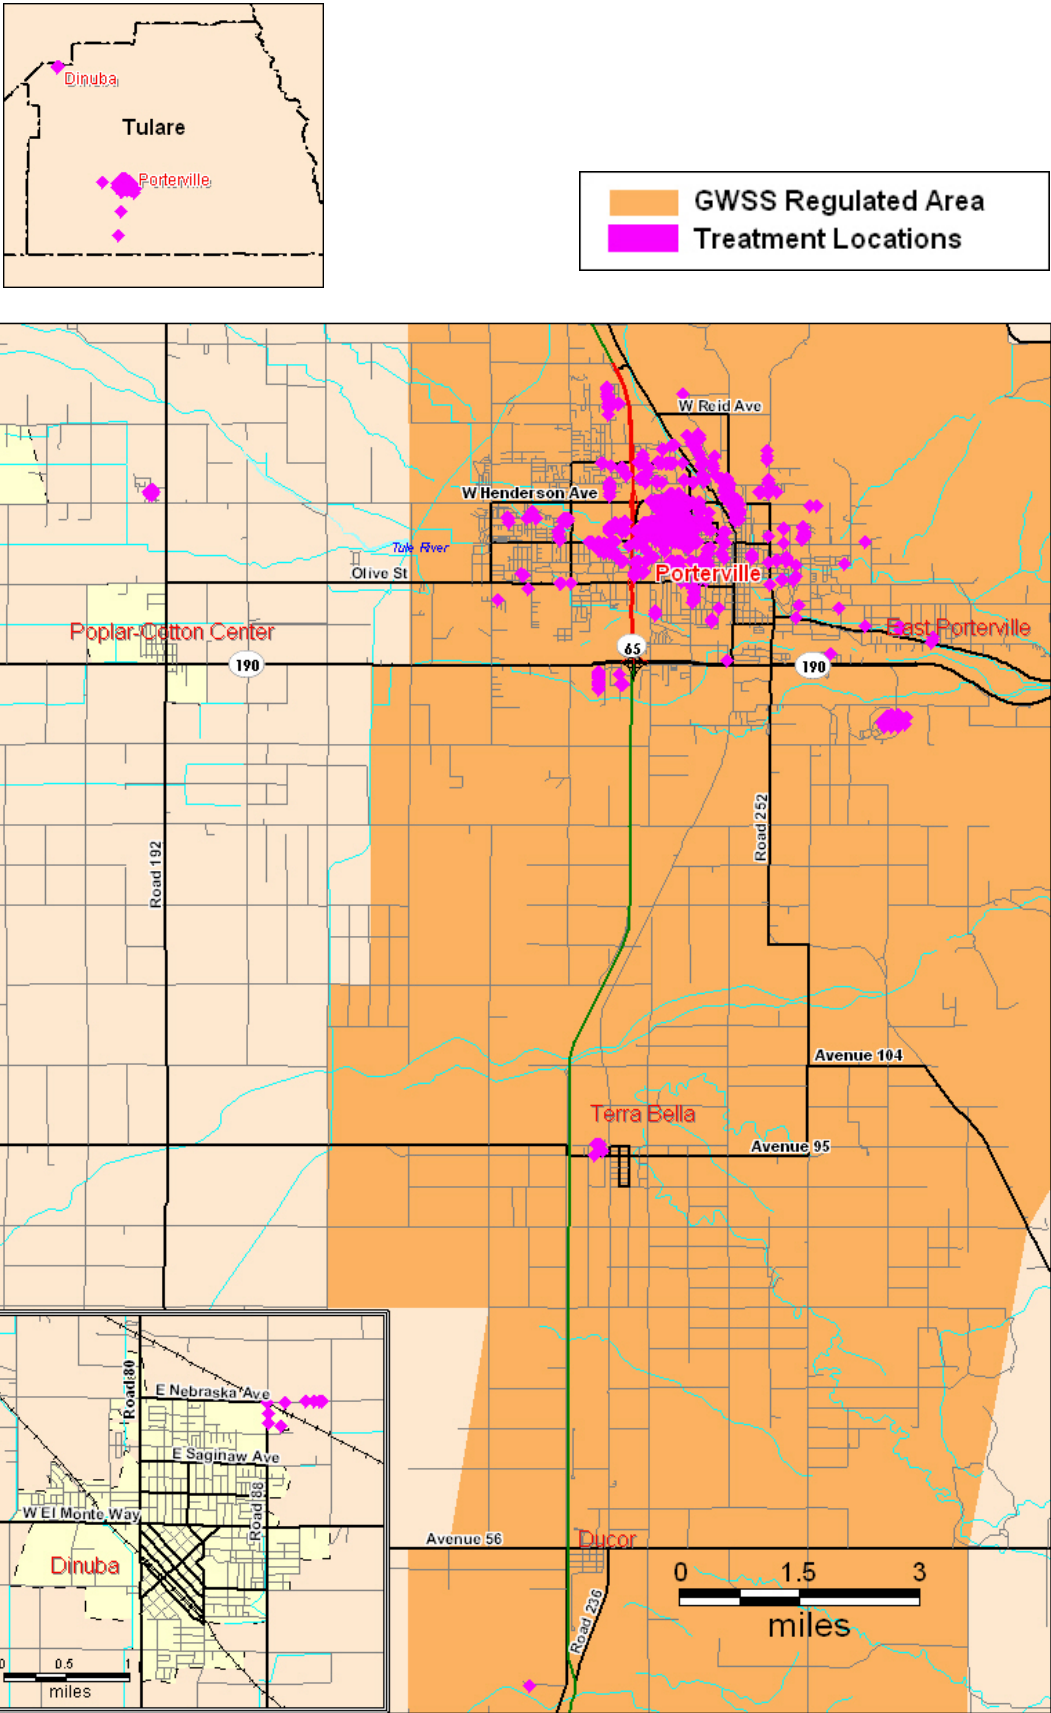 Dinuba
Tulare
Porterville
GWSS Regulated Area
Treatment Locations
W Reid Ave
W Henderson Ave
Tule River
Olive St
Porterville
Poplar-Cotton Center
East Porterville
65
190
190
Road 252
Road 192
Avenue 104
Terra Bella
Avenue 95
Road 80
E Nebraska Ave
E Saginaw Ave
Road 88
W El Monte Way
Dinuba
0 0.5 1
miles
Avenue 56
Ducor
0 1.5 3
miles
Road 236